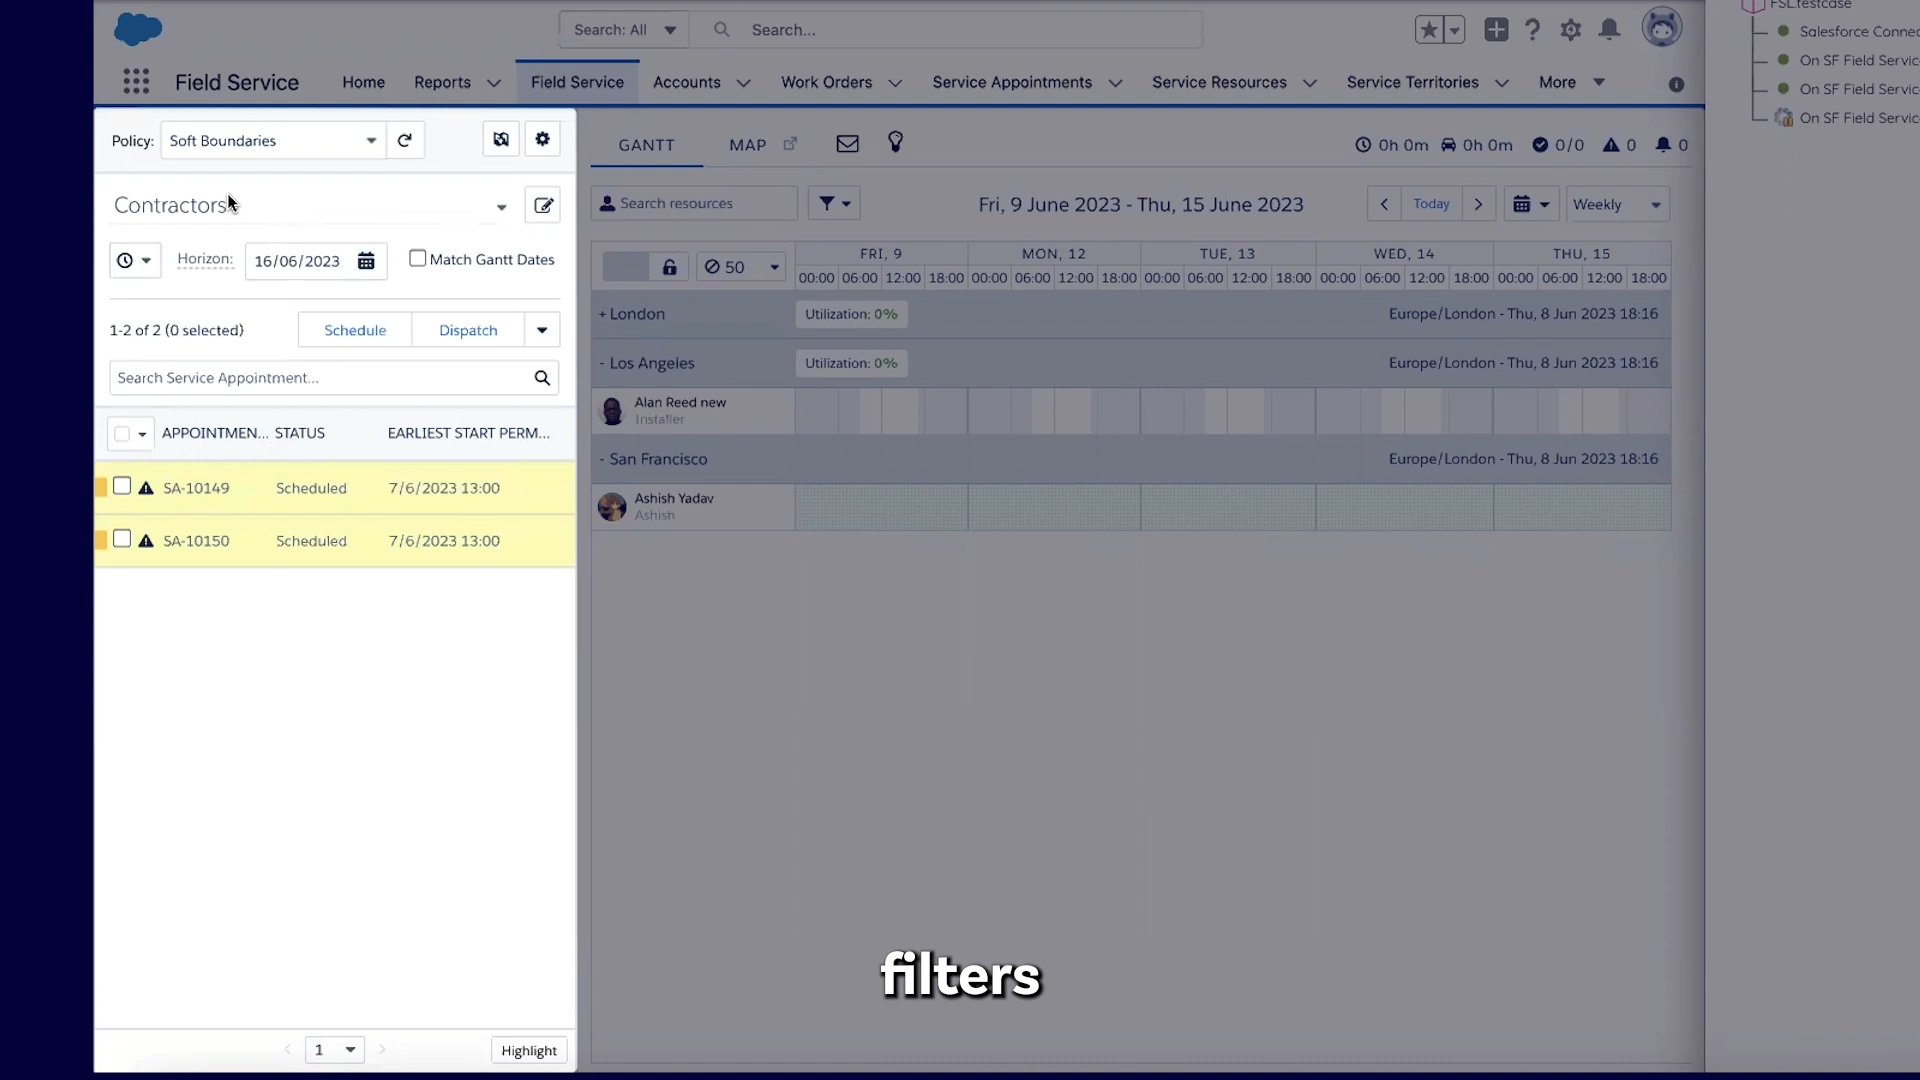 FSL.testcase
Search: All
Search...
Salesforce Connec
Field Service
Home
Reports
Field Service
Accounts
Work Orders
Service Appointments
Service Resources
Service Territories
More
On SF Field Servic
On SF Field Servic
On SF Field Servic
Policy:
Soft Boundaries
Contractors
Horizon:
16/06/2023
Match Gantt Dates
1-2 of 2 (0 selected)
Schedule
Dispatch
Search Service Appointment...
APPOINTMEN... STATUS EARLIEST START PERM...
SA-10149 Scheduled 7/6/2023 13:00
SA-10150 Scheduled 7/6/2023 13:00
1
Highlight
GANTT
MAP
0h 0m
0h 0m
0/0
0
0
Search resources
Fri, 9 June 2023 - Thu, 15 June 2023
Today
Weekly
50
FRI, 9 MON, 12 TUE, 13 WED, 14 THU, 15
00:00 06:00 12:00 18:00 00:00 06:00 12:00 18:00 00:00 06:00 12:00 18:00 00:00 06:00 12:00 18:00 00:00 06:00 12:00 18:00
+ London Utilization: 0% Europe/London - Thu, 8 Jun 2023 18:16
- Los Angeles Utilization: 0% Europe/London - Thu, 8 Jun 2023 18:16
Alan Reed new
Installer
- San Francisco Europe/London - Thu, 8 Jun 2023 18:16
Ashish Yadav
Ashish
filters